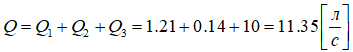 Q = Q₁ + Q₂ + Q₃ = 1.21 + 0.14 + 10 = 11.35 [л/с]